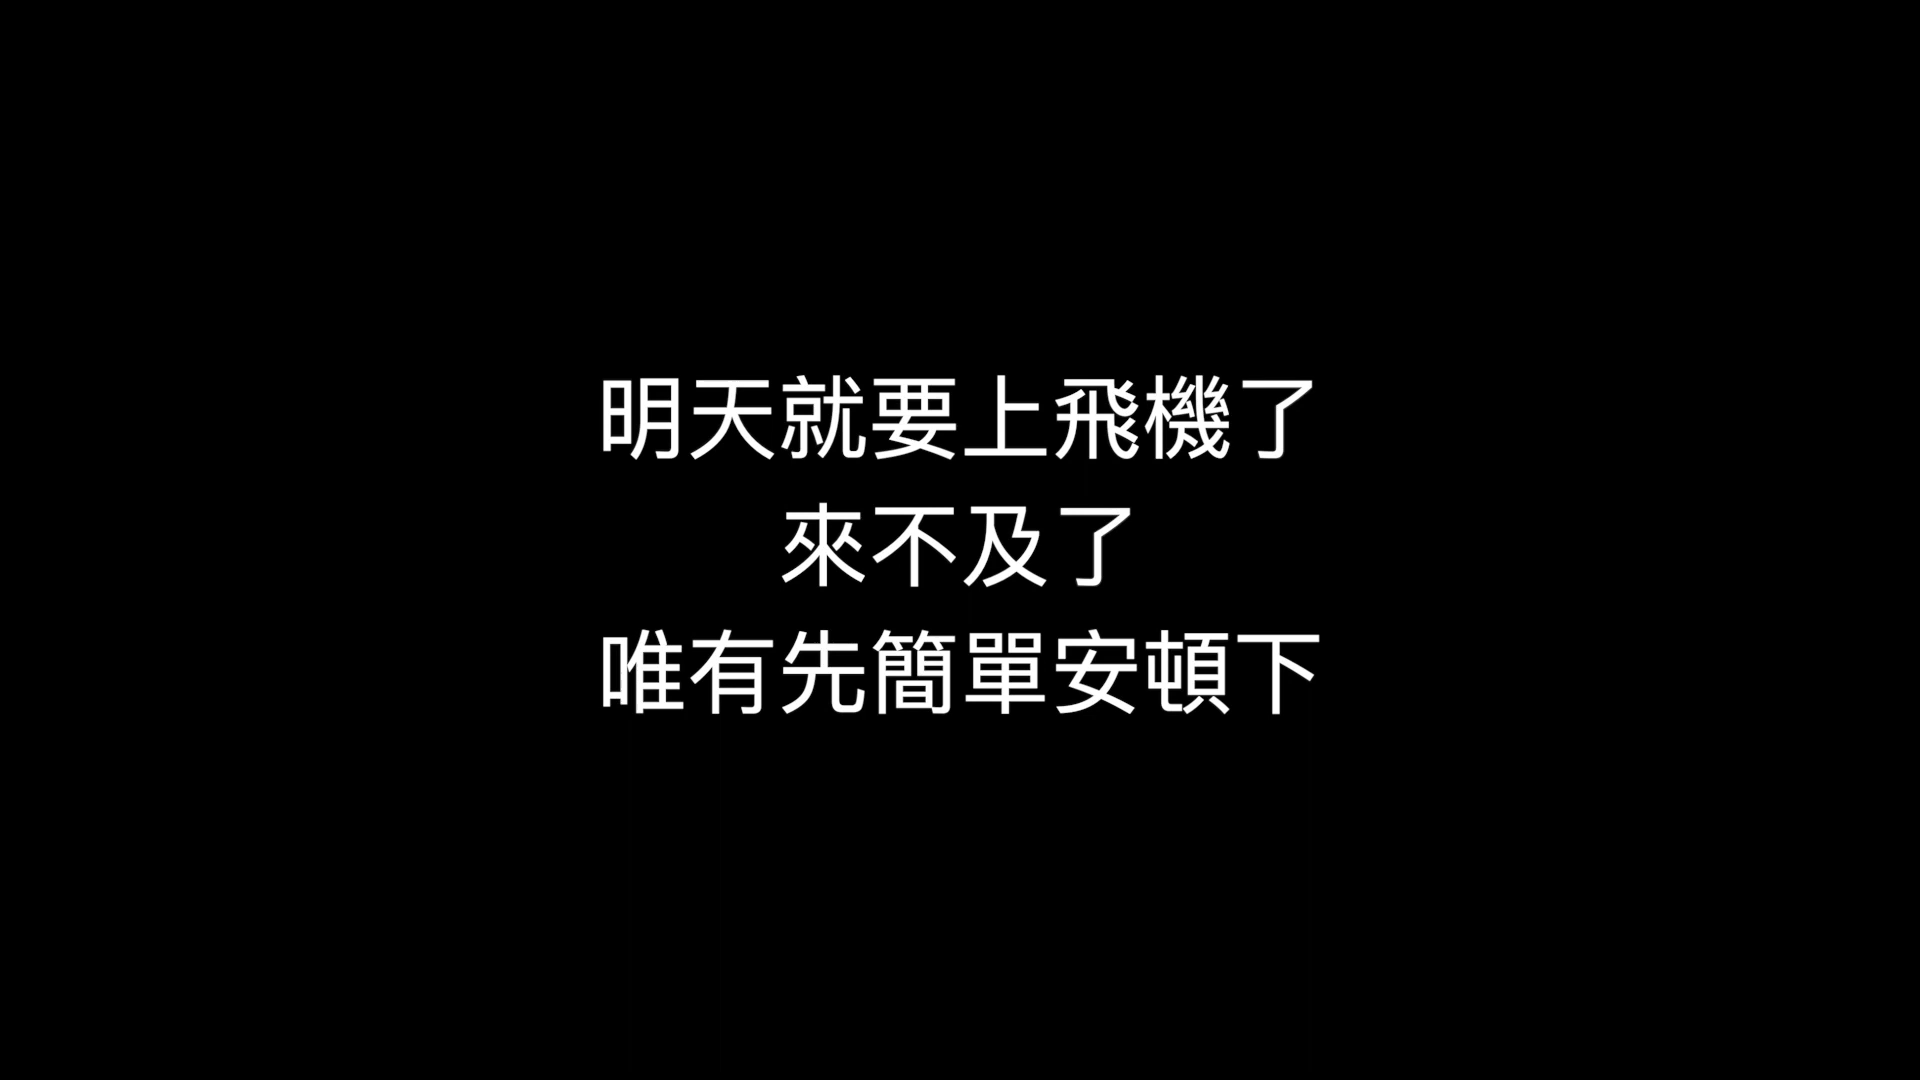 明天就要上飛機了
來不及了
唯有先簡單安頓下